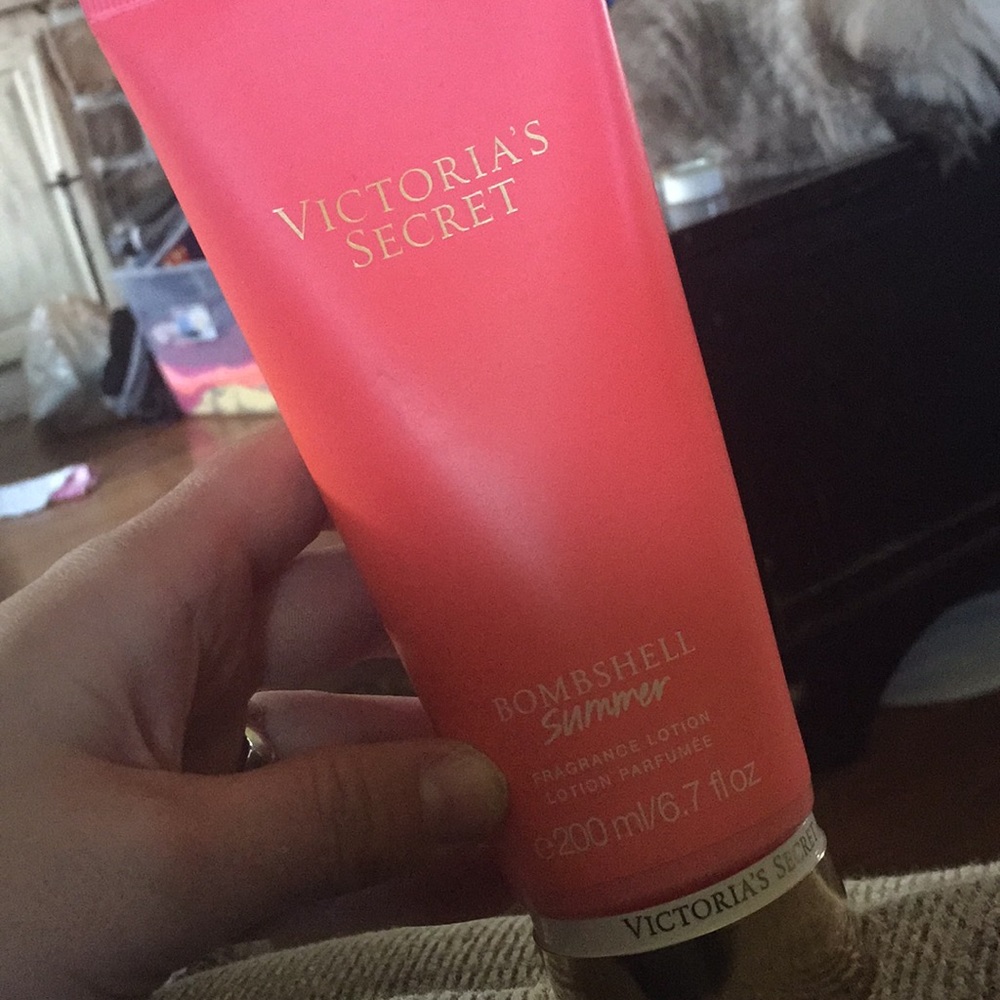 VICTORIA'S
SECRET
BOMBSHELL
summer
FRAGRANCE LOTION
LOTION PARFUMÉE
℮200 ml/6.7 fl oz
VICTORIA'S SECRET